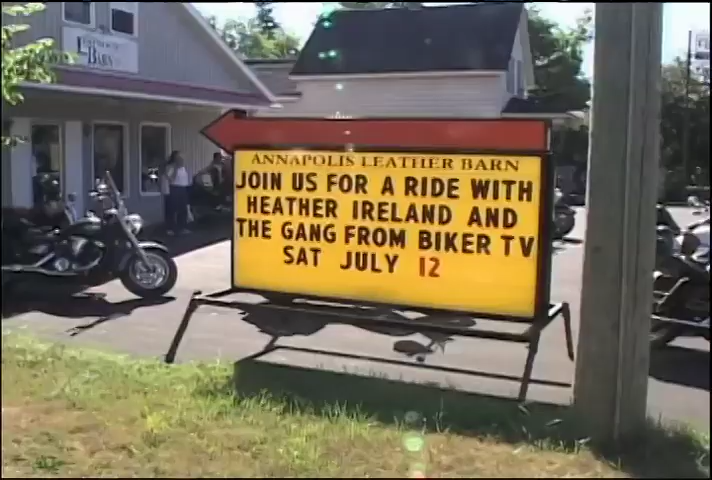 ANNAPOLIS LEATHER BARN
JOIN US FOR A RIDE WITH
HEATHER IRELAND AND
THE GANG FROM BIKER TV
SAT JULY 12